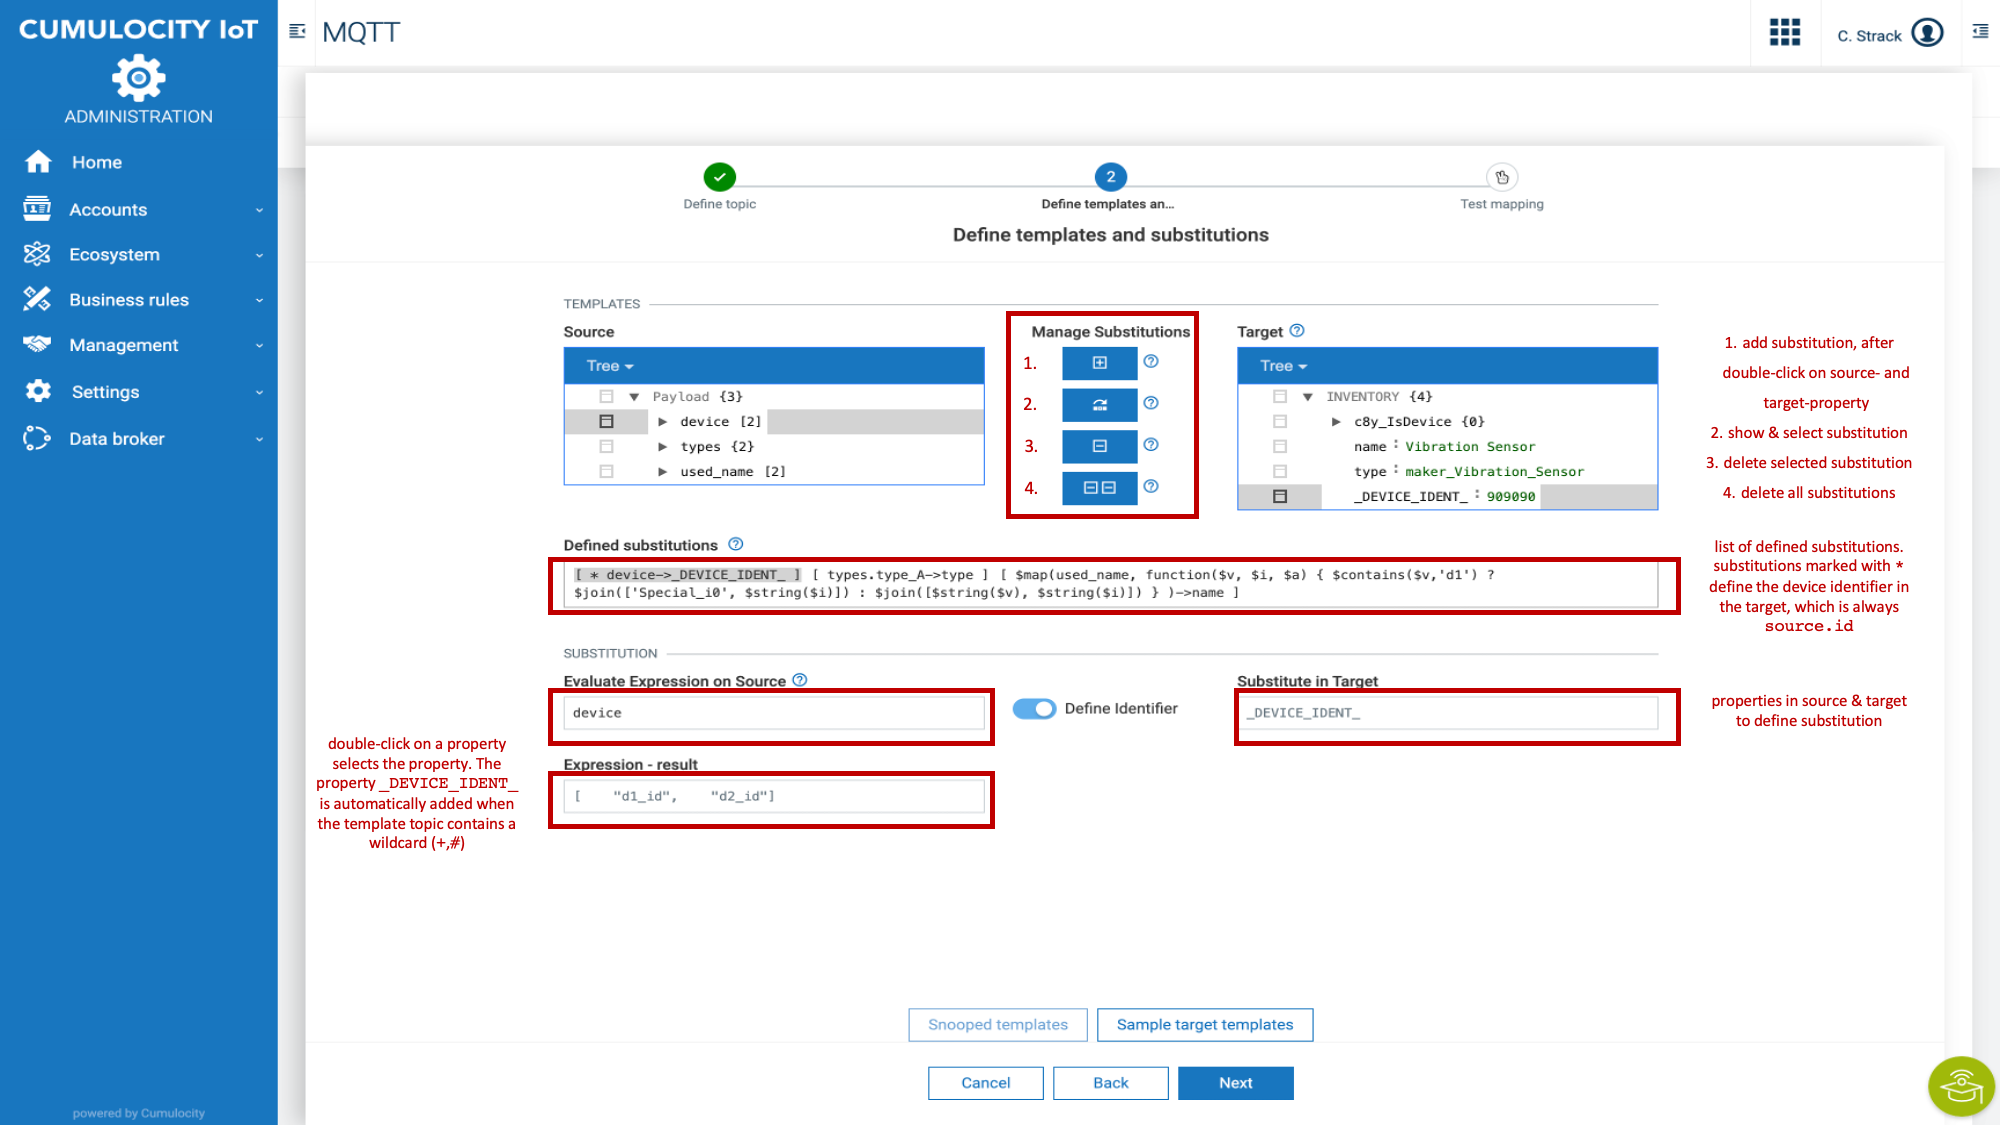 CUMULOCITY IoT
ADMINISTRATION
Home
Accounts
Ecosystem
Business rules
Management
Settings
Data broker
powered by Cumulocity
MQTT
C. Strack
2
Define topic
Define templates an...
Test mapping
Define templates and substitutions
TEMPLATES
Source
Tree
Payload {3}
device [2]
types {2}
used_name [2]
Manage Substitutions
1.
2.
3.
4.
Target
Tree
INVENTORY {4}
c8y_IsDevice {0}
name : Vibration Sensor
type : maker_Vibration_Sensor
_DEVICE_IDENT_ : 909090
1. add substitution, after
double-click on source- and
target-property
2. show & select substitution
3. delete selected substitution
4. delete all substitutions
Defined substitutions
[ * device->_DEVICE_IDENT_ ] [ types.type_A->type ] [ $map(used_name, function($v, $i, $a) { $contains($v,'d1') ?
$join(['Special_i0', $string($i)]) : $join([$string($v), $string($i)]) } )->name ]
list of defined substitutions.
substitutions marked with *
define the device identifier in
the target, which is always
source.id
SUBSTITUTION
Evaluate Expression on Source
device
Define Identifier
Substitute in Target
_DEVICE_IDENT_
properties in source & target
to define substitution
double-click on a property
selects the property. The
property _DEVICE_IDENT_
is automatically added when
the template topic contains a
wildcard (+,#)
Expression - result
[ "d1_id", "d2_id"]
Snooped templates
Sample target templates
Cancel
Back
Next